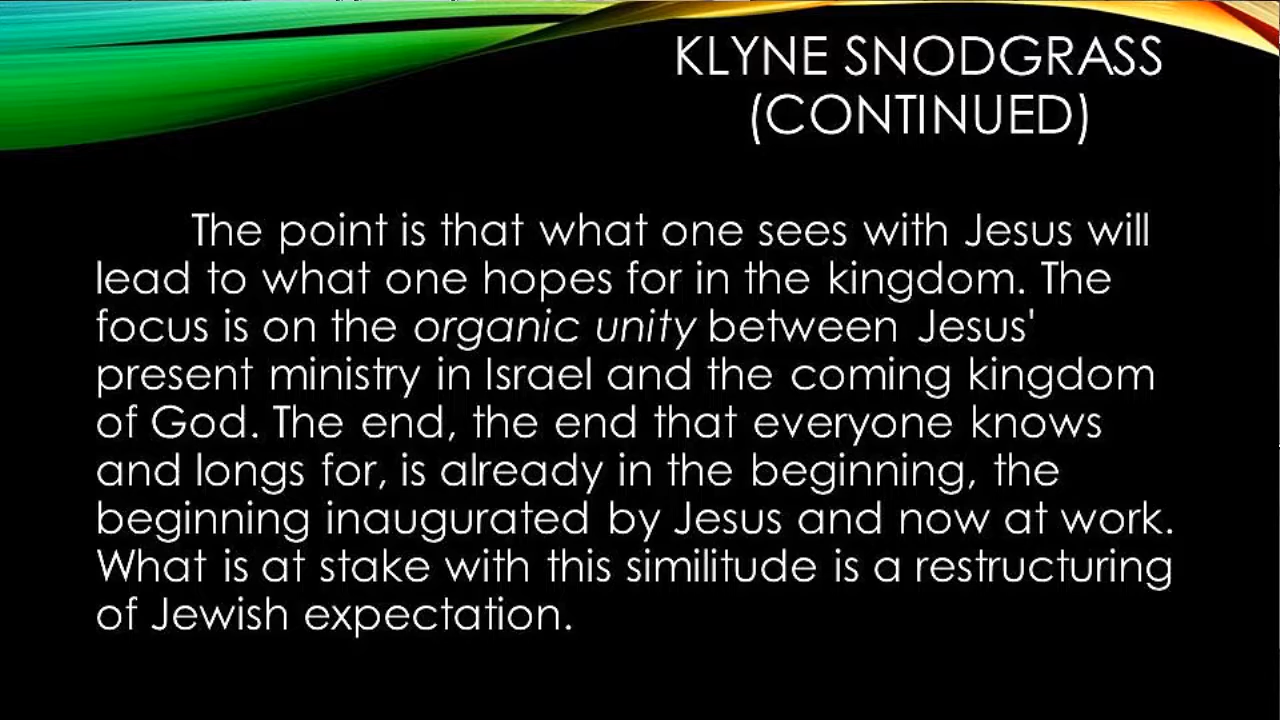 KLYNE SNODGRASS
(CONTINUED)
The point is that what one sees with Jesus will
lead to what one hopes for in the kingdom. The
focus is on the organic unity between Jesus'
present ministry in Israel and the coming kingdom
of God. The end, the end that everyone knows
and longs for, is already in the beginning, the
beginning inaugurated by Jesus and now at work.
What is at stake with this similitude is a restructuring
of Jewish expectation.